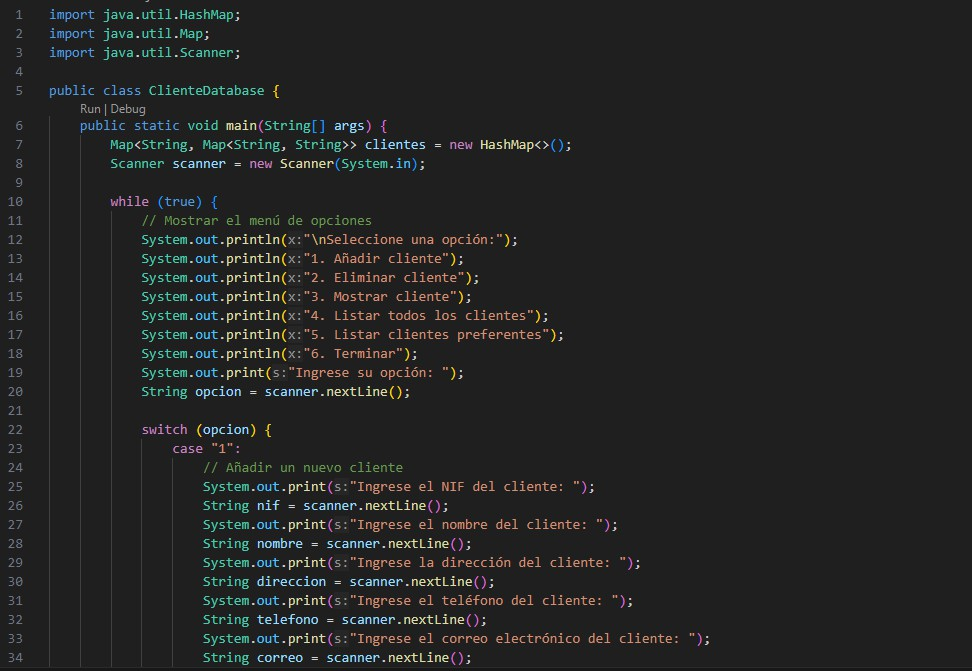 1 import java.util.HashMap;
2 import java.util.Map;
3 import java.util.Scanner;
4
5 public class ClienteDatabase {
Run | Debug
6 public static void main(String[] args) {
7 Map<String, Map<String, String>> clientes = new HashMap<>();
8 Scanner scanner = new Scanner(System.in);
9
10 while (true) {
11 // Mostrar el menú de opciones
12 System.out.println(x:"\nSeleccione una opción:");
13 System.out.println(x:"1. Añadir cliente");
14 System.out.println(x:"2. Eliminar cliente");
15 System.out.println(x:"3. Mostrar cliente");
16 System.out.println(x:"4. Listar todos los clientes");
17 System.out.println(x:"5. Listar clientes preferentes");
18 System.out.println(x:"6. Terminar");
19 System.out.print(s:"Ingrese su opción: ");
20 String opcion = scanner.nextLine();
21
22 switch (opcion) {
23 case "1":
24 // Añadir un nuevo cliente
25 System.out.print(s:"Ingrese el NIF del cliente: ");
26 String nif = scanner.nextLine();
27 System.out.print(s:"Ingrese el nombre del cliente: ");
28 String nombre = scanner.nextLine();
29 System.out.print(s:"Ingrese la dirección del cliente: ");
30 String direccion = scanner.nextLine();
31 System.out.print(s:"Ingrese el teléfono del cliente: ");
32 String telefono = scanner.nextLine();
33 System.out.print(s:"Ingrese el correo electrónico del cliente: ");
34 String correo = scanner.nextLine();